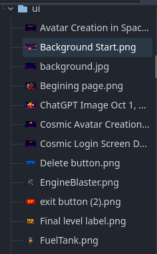 ui
Avatar Creation in Spac...
Background Start.png
background.jpg
Begining page.png
ChatGPT Image Oct 1, ...
Cosmic Avatar Creation...
Cosmic Login Screen D...
Delete button.png
EngineBlaster.png
exit button (2).png
Final level label.png
FuelTank.png